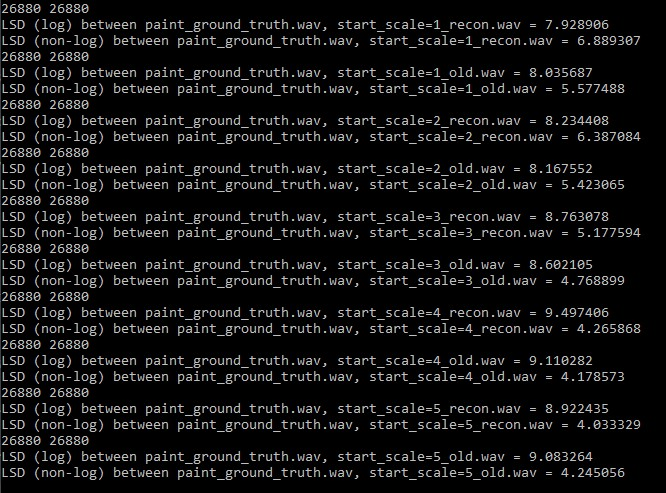 26880 26880
LSD (log) between paint_ground_truth.wav, start_scale=1_recon.wav = 7.928906
LSD (non-log) between paint_ground_truth.wav, start_scale=1_recon.wav = 6.889307
26880 26880
LSD (log) between paint_ground_truth.wav, start_scale=1_old.wav = 8.035687
LSD (non-log) between paint_ground_truth.wav, start_scale=1_old.wav = 5.577488
26880 26880
LSD (log) between paint_ground_truth.wav, start_scale=2_recon.wav = 8.234408
LSD (non-log) between paint_ground_truth.wav, start_scale=2_recon.wav = 6.387084
26880 26880
LSD (log) between paint_ground_truth.wav, start_scale=2_old.wav = 8.167552
LSD (non-log) between paint_ground_truth.wav, start_scale=2_old.wav = 5.423065
26880 26880
LSD (log) between paint_ground_truth.wav, start_scale=3_recon.wav = 8.763078
LSD (non-log) between paint_ground_truth.wav, start_scale=3_recon.wav = 5.177594
26880 26880
LSD (log) between paint_ground_truth.wav, start_scale=3_old.wav = 8.602105
LSD (non-log) between paint_ground_truth.wav, start_scale=3_old.wav = 4.768899
26880 26880
LSD (log) between paint_ground_truth.wav, start_scale=4_recon.wav = 9.497406
LSD (non-log) between paint_ground_truth.wav, start_scale=4_recon.wav = 4.265868
26880 26880
LSD (log) between paint_ground_truth.wav, start_scale=4_old.wav = 9.110282
LSD (non-log) between paint_ground_truth.wav, start_scale=4_old.wav = 4.178573
26880 26880
LSD (log) between paint_ground_truth.wav, start_scale=5_recon.wav = 8.922435
LSD (non-log) between paint_ground_truth.wav, start_scale=5_recon.wav = 4.033329
26880 26880
LSD (log) between paint_ground_truth.wav, start_scale=5_old.wav = 9.083264
LSD (non-log) between paint_ground_truth.wav, start_scale=5_old.wav = 4.245056